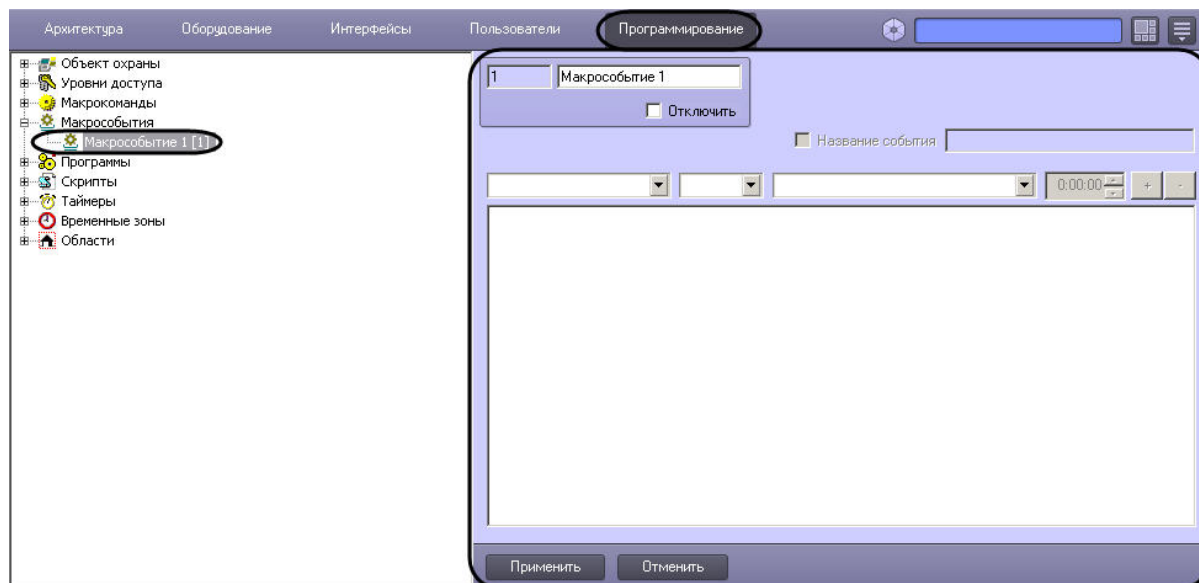 Архитектура Оборудование Интерфейсы Пользователи Программирование
Объект охраны
Уровни доступа
Макрокоманды
Макрособытия
Макрособытие 1 [1]
Программы
Скрипты
Таймеры
Временные зоны
Области
1 Макрособытие 1
Отключить
Название события
0:00:00 + -
Применить Отменить